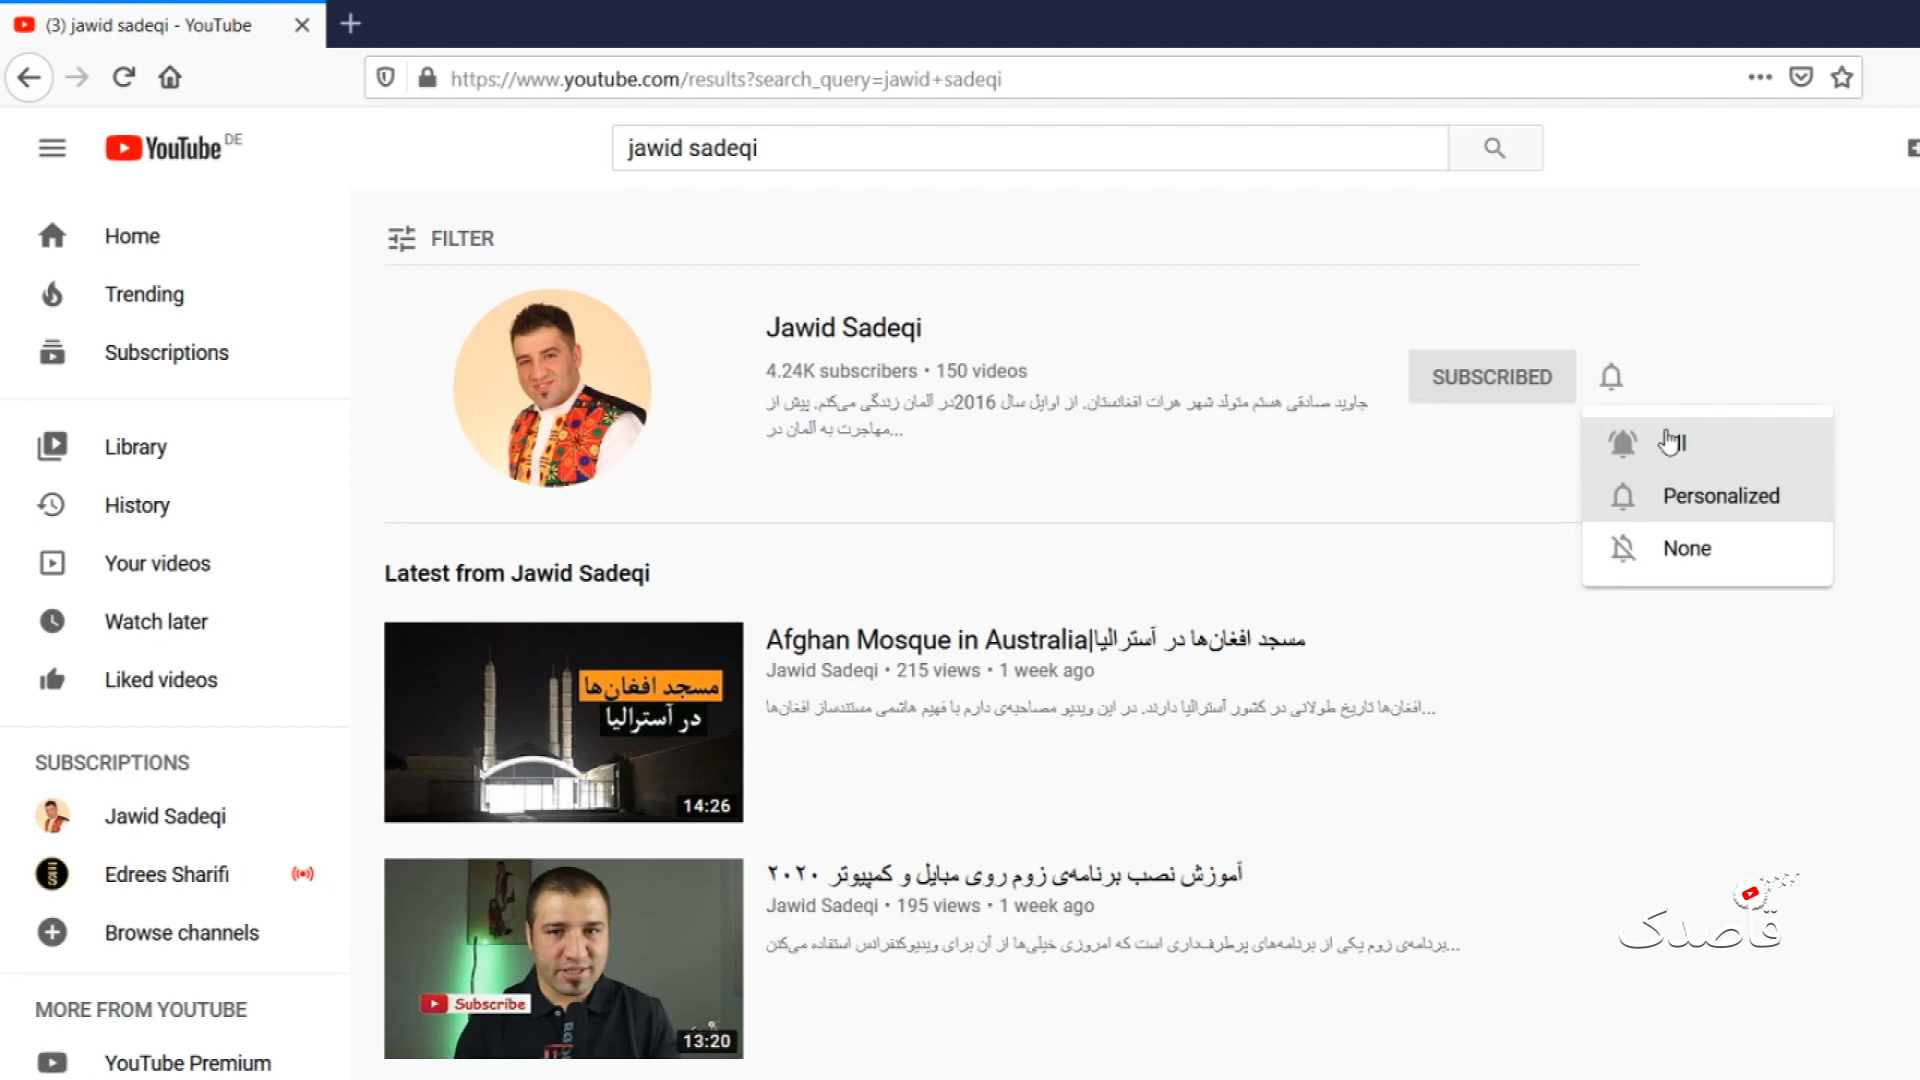 (3) jawid sadeqi - YouTube
https://www.youtube.com/results?search_query=jawid+sadeqi
YouTube DE
jawid sadeqi
Home
Trending
Subscriptions
Library
History
Your videos
Watch later
Liked videos
SUBSCRIPTIONS
Jawid Sadeqi
Edrees Sharifi
Browse channels
MORE FROM YOUTUBE
YouTube Premium
FILTER
Jawid Sadeqi
4.24K subscribers • 150 videos
جاوید صادقی هستم متولد شهر هرات افغانستان. از اوایل سال 2016در آلمان زندگی می‌کنم. پیش از
مهاجرت به آلمان در...
SUBSCRIBED
Personalized
None
Latest from Jawid Sadeqi
مسجد افغان‌ها
در آسترالیا
14:26
Afghan Mosque in Australia|مسجد افغان‌ها در آسترالیا
Jawid Sadeqi • 215 views • 1 week ago
افغان‌ها تاریخ طولانی در کشور آسترالیا دارند. در این ویدیو مصاحبه‌ی دارم با فهیم هاشمی مستندساز افغان‌ها...
Subscribe
13:20
آموزش نصب برنامه‌ی زوم روی مبایل و کمپیوتر ۲۰۲۰
Jawid Sadeqi • 195 views • 1 week ago
برنامه‌ی زوم یکی از برنامه‌های پرطرفداری است که امروزی خیلی‌ها از آن برای ویدیوکنفرانس استفاده می‌کنن...
قاصدک